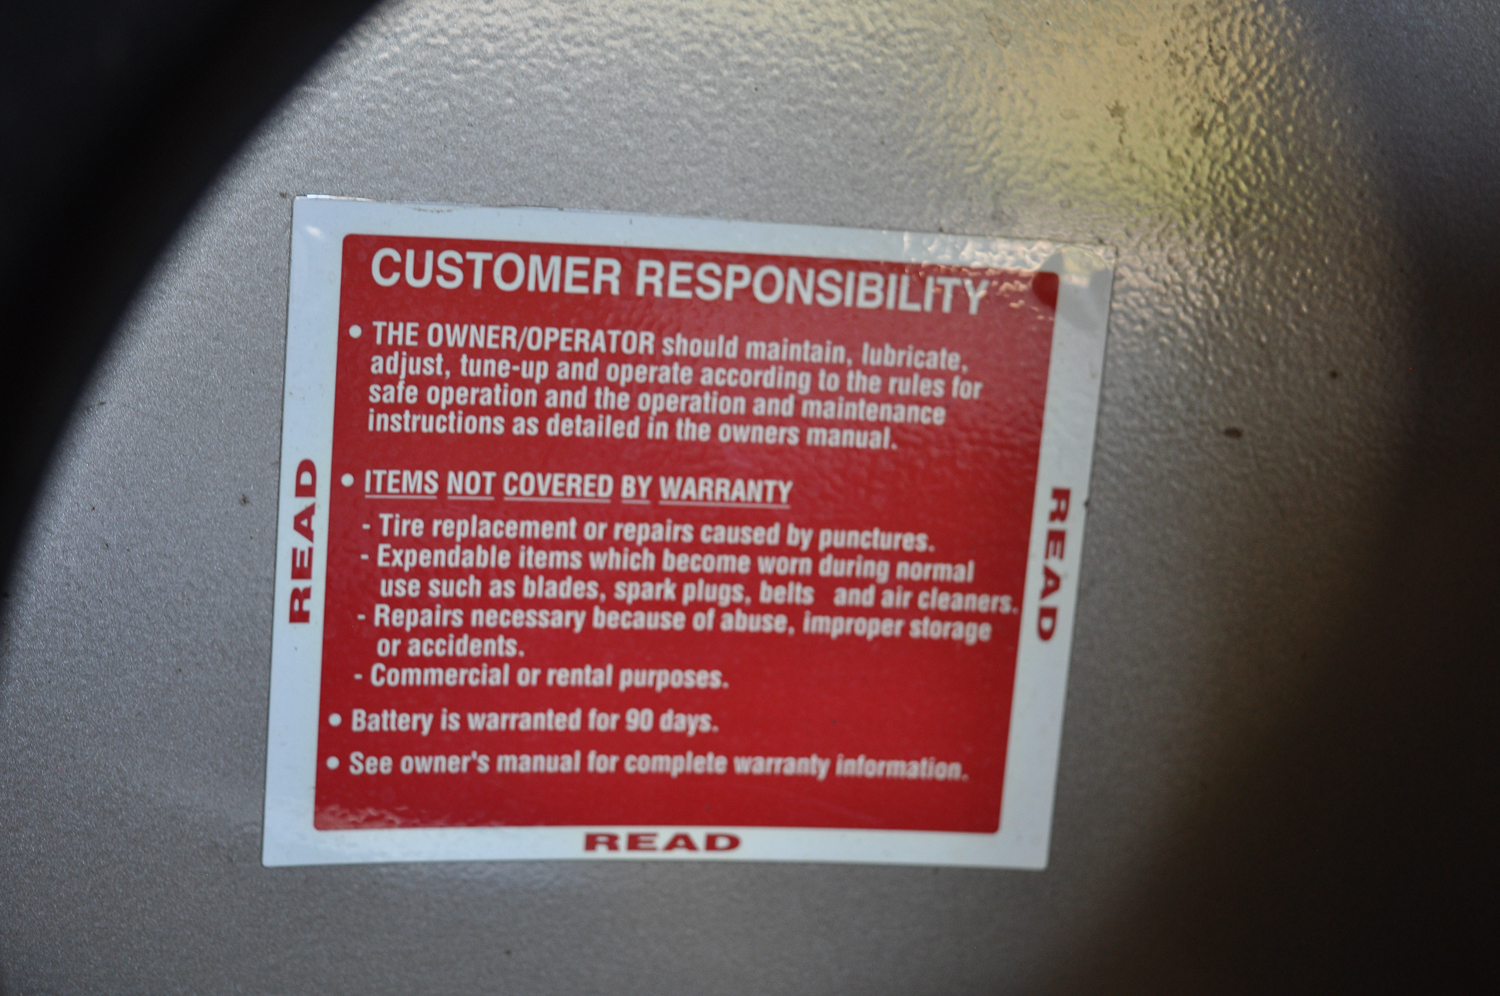 CUSTOMER RESPONSIBILITY
• THE OWNER/OPERATOR should maintain, lubricate,
adjust, tune-up and operate according to the rules for
safe operation and the operation and maintenance
instructions as detailed in the owners manual.
• ITEMS NOT COVERED BY WARRANTY
- Tire replacement or repairs caused by punctures.
- Expendable items which become worn during normal
use such as blades, spark plugs, belts and air cleaners.
- Repairs necessary because of abuse, improper storage
or accidents.
- Commercial or rental purposes.
• Battery is warranted for 90 days.
• See owner's manual for complete warranty information.
READ
READ
READ